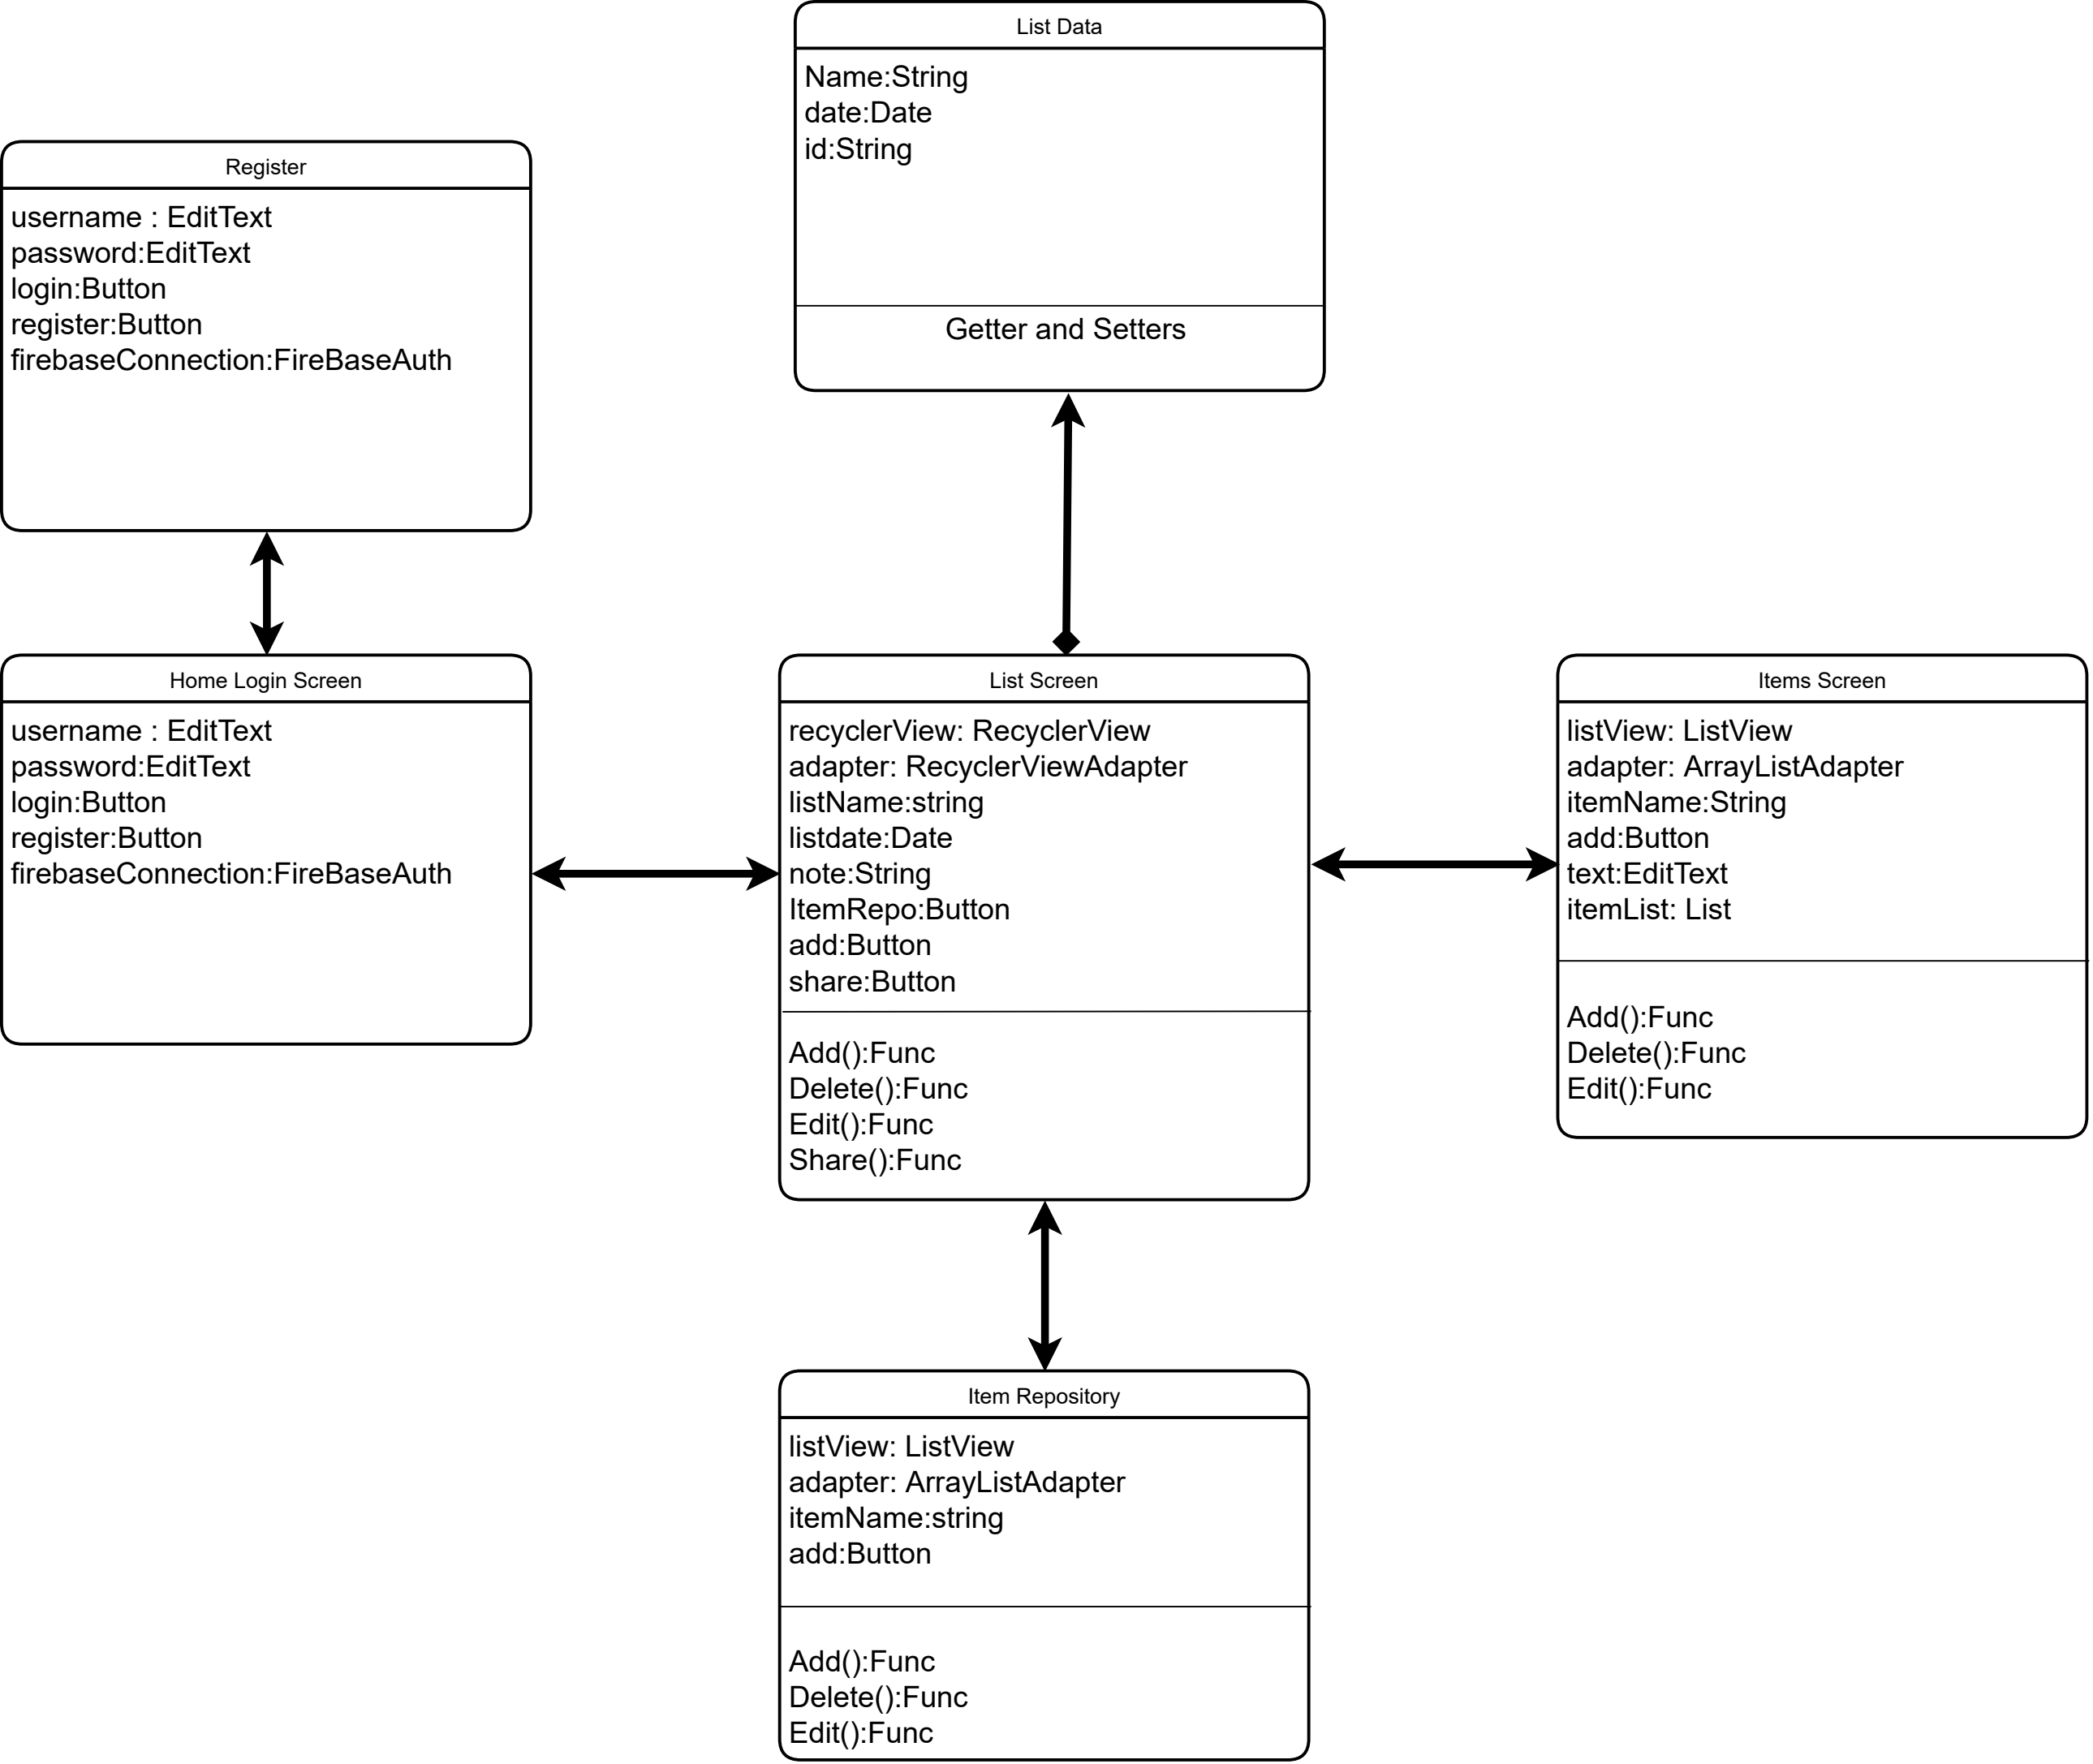 List Data
Name:String
date:Date
id:String
Getter and Setters
Register
username : EditText
password:EditText
login:Button
register:Button
firebaseConnection:FireBaseAuth
Home Login Screen
username : EditText
password:EditText
login:Button
register:Button
firebaseConnection:FireBaseAuth
List Screen
recyclerView: RecyclerView
adapter: RecyclerViewAdapter
listName:string
listdate:Date
note:String
ItemRepo:Button
add:Button
share:Button
Add():Func
Delete():Func
Edit():Func
Share():Func
Items Screen
listView: ListView
adapter: ArrayListAdapter
itemName:String
add:Button
text:EditText
itemList: List
Add():Func
Delete():Func
Edit():Func
Item Repository
listView: ListView
adapter: ArrayListAdapter
itemName:string
add:Button
Add():Func
Delete():Func
Edit():Func